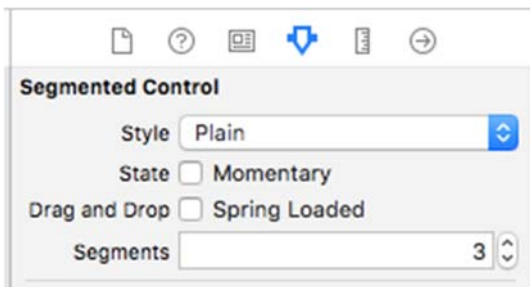 Segmented Control
Style Plain
State Momentary
Drag and Drop Spring Loaded
Segments 3